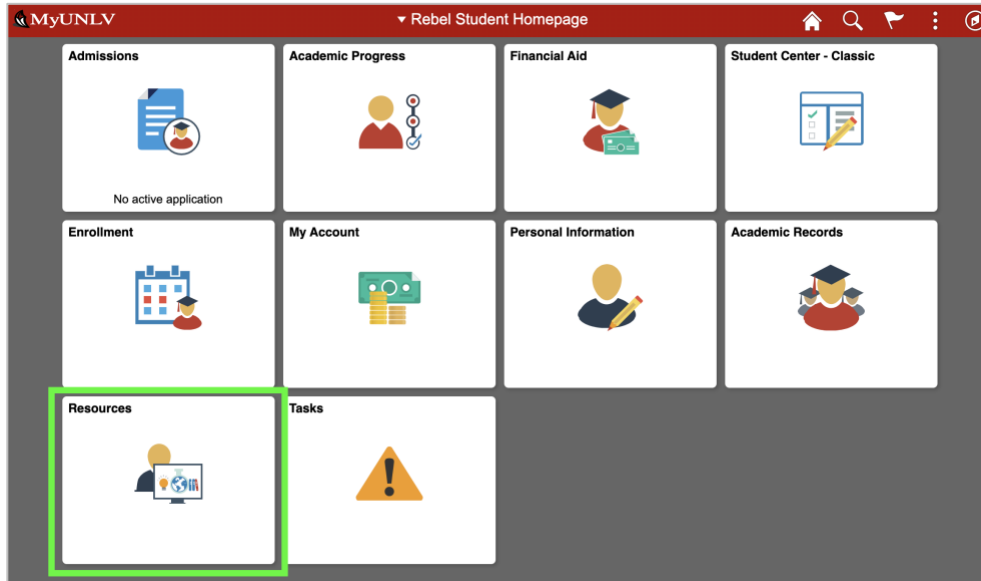 MyUNLV
Rebel Student Homepage
Admissions
No active application
Academic Progress
Financial Aid
Student Center - Classic
Enrollment
My Account
Personal Information
Academic Records
Resources
Tasks